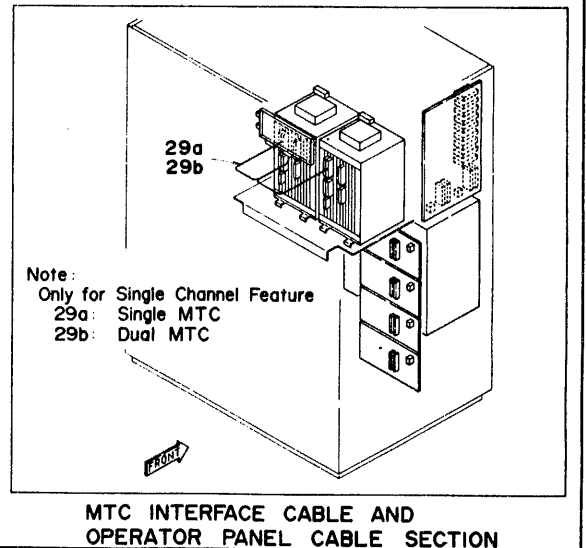 29a
29b
Note:
Only for Single Channel Feature
29a: Single MTC
29b: Dual MTC
FRONT
MTC INTERFACE CABLE AND
OPERATOR PANEL CABLE SECTION